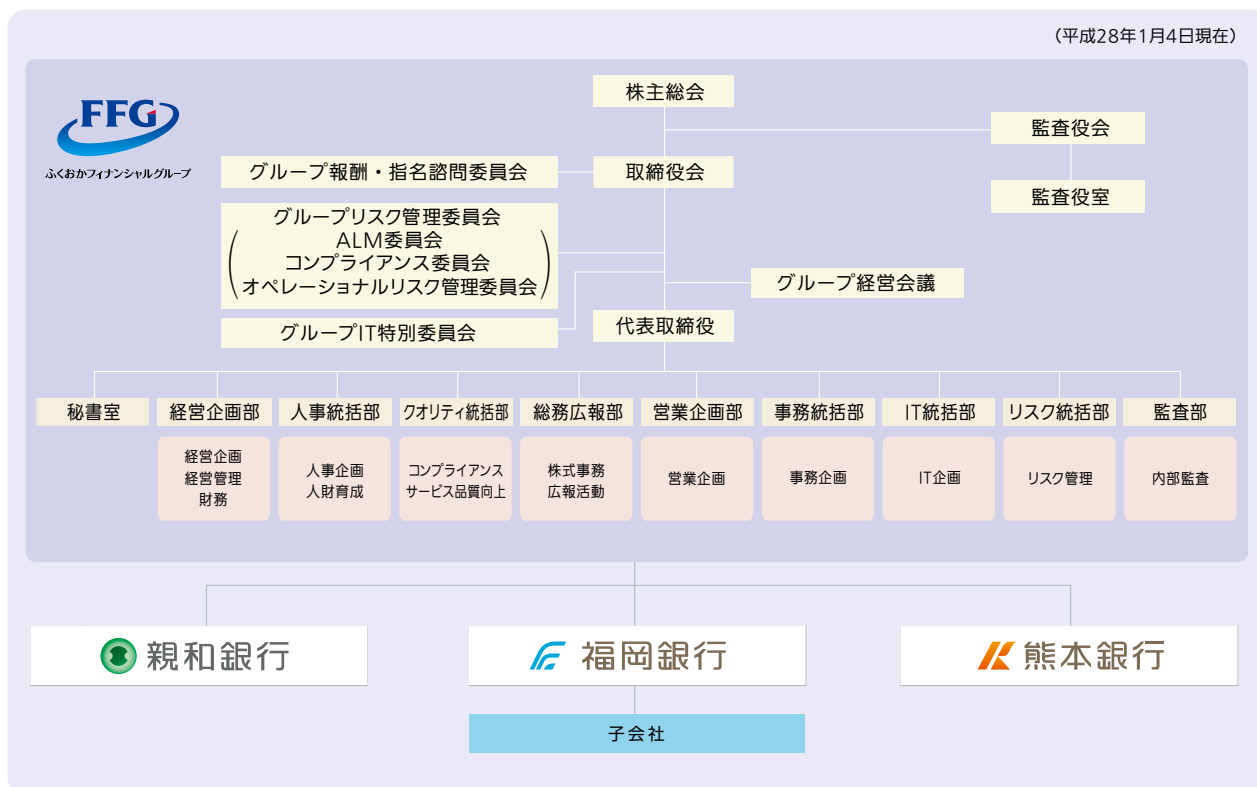 （平成28年1月4日現在）
FFG
ふくおかフィナンシャルグループ
株主総会
監査役会
監査役室
グループ報酬・指名諮問委員会
取締役会
グループリスク管理委員会
ALM委員会
コンプライアンス委員会
オペレーショナルリスク管理委員会
グループ経営会議
グループIT特別委員会
代表取締役
秘書室
経営企画部
人事統括部
クオリティ統括部
総務広報部
営業企画部
事務統括部
IT統括部
リスク統括部
監査部
経営企画
経営管理
財務
人事企画
人財育成
コンプライアンス
サービス品質向上
株式事務
広報活動
営業企画
事務企画
IT企画
リスク管理
内部監査
親和銀行
福岡銀行
熊本銀行
子会社